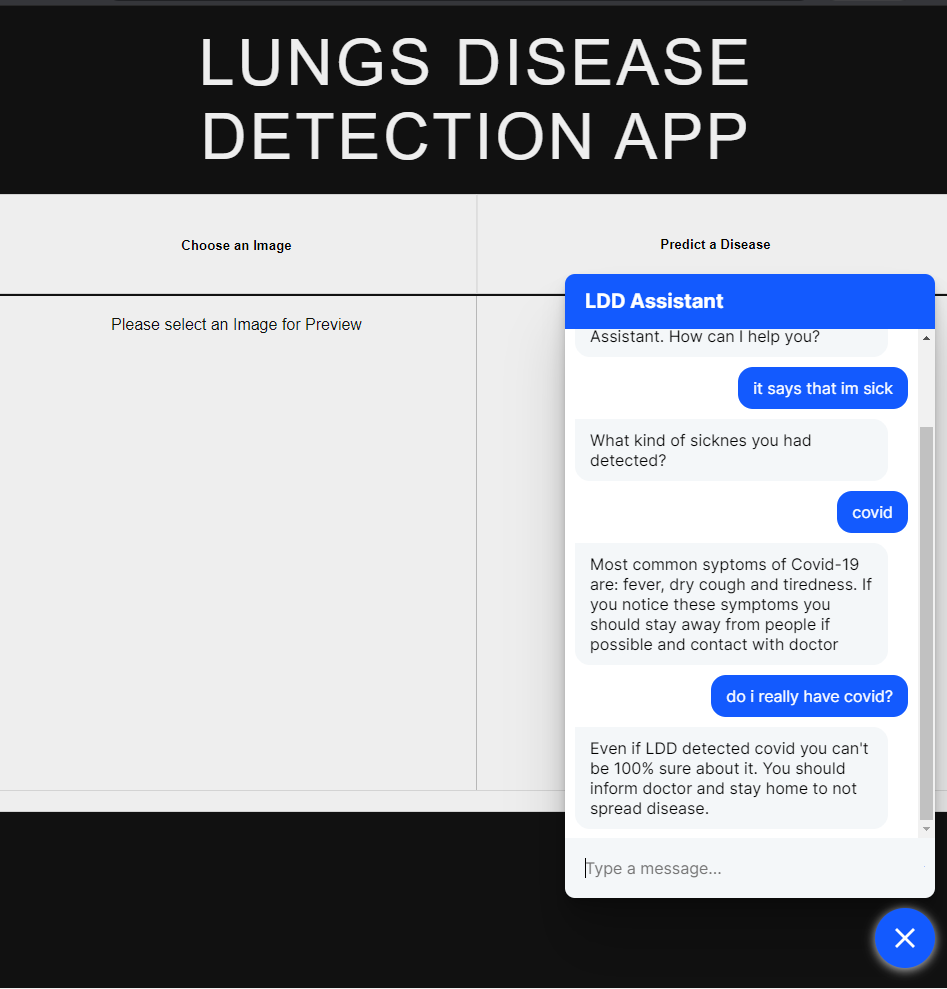 LUNGS DISEASE
DETECTION APP
Choose an Image
Predict a Disease
Please select an Image for Preview
LDD Assistant
Assistant. How can I help you?
it says that im sick
What kind of sicknes you had
detected?
covid
Most common syptoms of Covid-19
are: fever, dry cough and tiredness. If
you notice these symptoms you
should stay away from people if
possible and contact with doctor
do i really have covid?
Even if LDD detected covid you can't
be 100% sure about it. You should
inform doctor and stay home to not
spread disease.
Type a message...